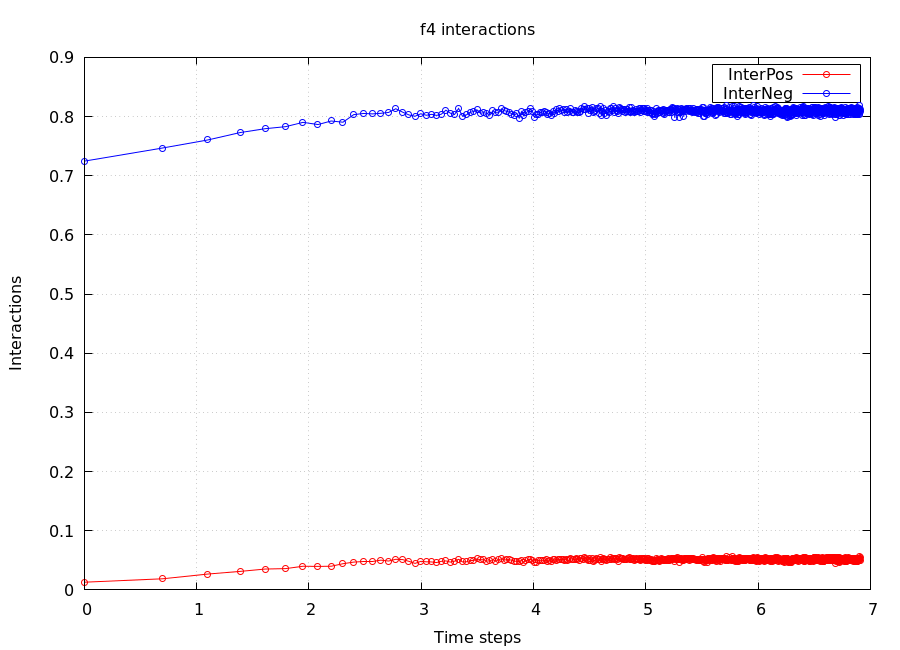 f4 interactions
InterPos
InterNeg
0.9
0.8
0.7
0.6
0.5
0.4
0.3
0.2
0.1
0
Interactions
0 1 2 3 4 5 6 7
Time steps